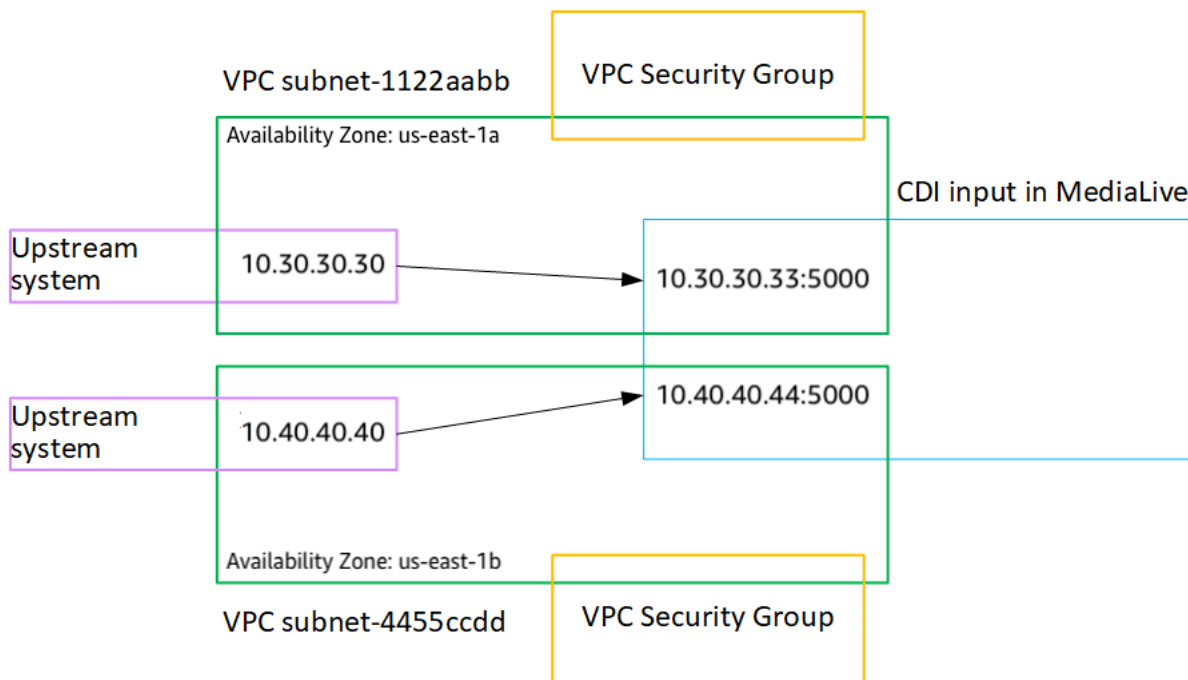 VPC subnet-1122aabb
VPC Security Group
Availability Zone: us-east-1a
CDI input in MediaLive
Upstream
system
10.30.30.30
10.30.30.33:5000
Upstream
system
10.40.40.40
10.40.40.44:5000
Availability Zone: us-east-1b
VPC subnet-4455ccdd
VPC Security Group